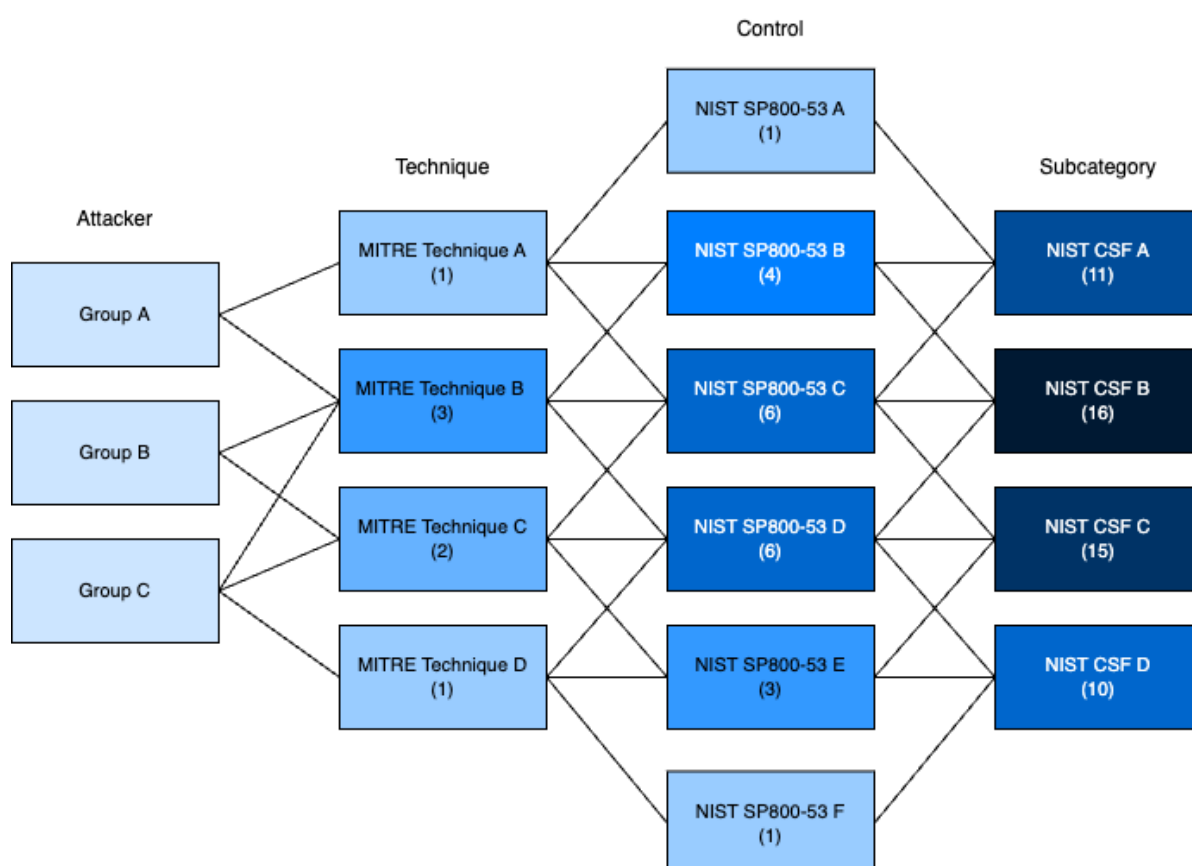 Control
NIST SP800-53 A
(1)
Technique
Subcategory
Attacker
MITRE Technique A
(1)
NIST SP800-53 B
(4)
NIST CSF A
(11)
Group A
MITRE Technique B
(3)
NIST SP800-53 C
(6)
NIST CSF B
(16)
Group B
MITRE Technique C
(2)
NIST SP800-53 D
(6)
NIST CSF C
(15)
Group C
MITRE Technique D
(1)
NIST SP800-53 E
(3)
NIST CSF D
(10)
NIST SP800-53 F
(1)